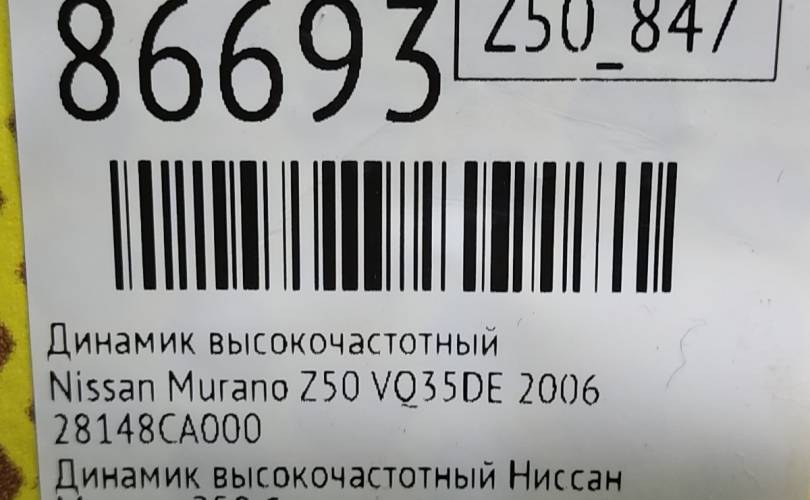 86693
Z50_847
Динамик высокочастотный
Nissan Murano Z50 VQ35DE 2006
28148CA000
Динамик высокочастотный Ниссан